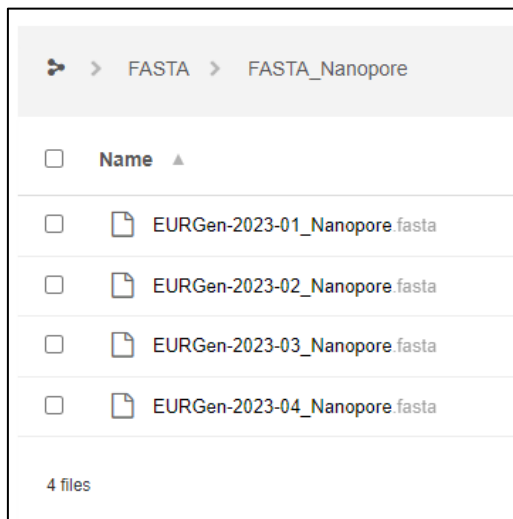 FASTA > FASTA_Nanopore
Name
EURGen-2023-01_Nanopore.fasta
EURGen-2023-02_Nanopore.fasta
EURGen-2023-03_Nanopore.fasta
EURGen-2023-04_Nanopore.fasta
4 files